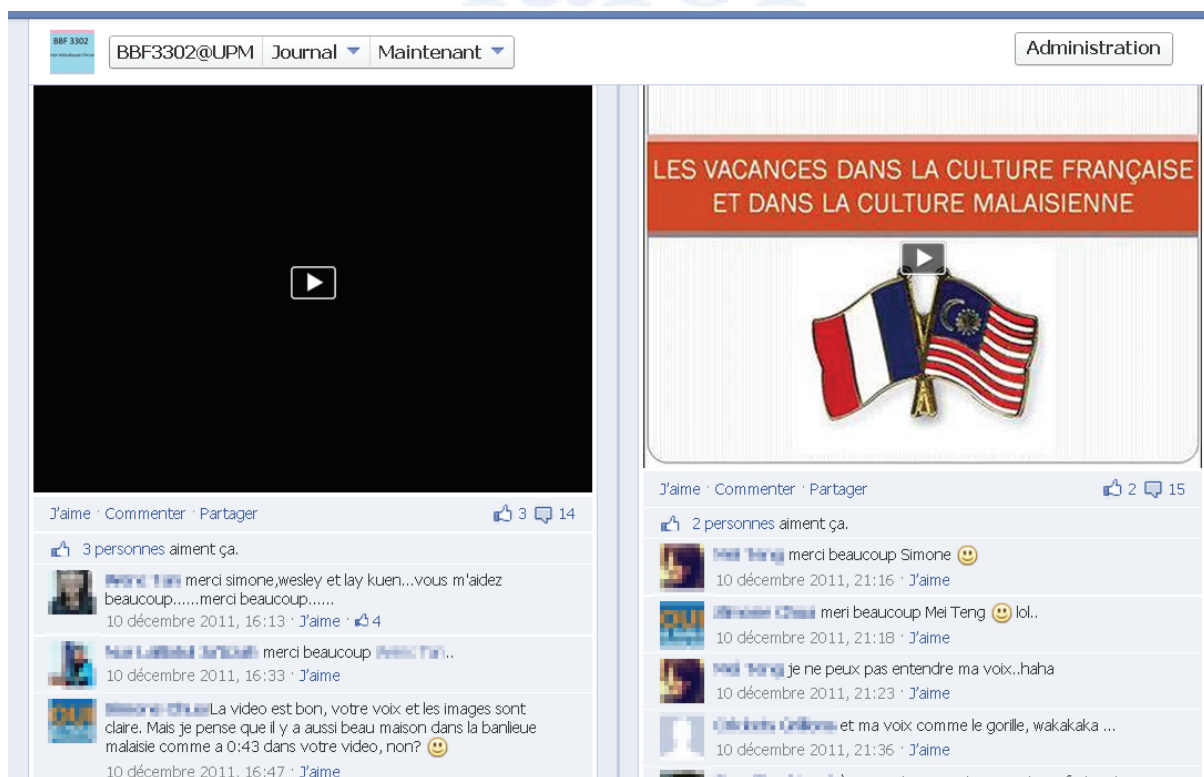 BBF 3302
BBF3302@UPM Journal Maintenant
Administration
J'aime · Commenter · Partager 3 14
3 personnes aiment ça.
merci simone,wesley et lay kuen...vous m'aidez
beaucoup......merci beaucoup......
10 décembre 2011, 16:13 · J'aime · 4
merci beaucoup ..
10 décembre 2011, 16:33 · J'aime
OUI
La video est bon, votre voix et les images sont
claire. Mais je pense que il y a aussi beau maison dans la banlieue
malaisie comme a 0:43 dans votre video, non?
10 décembre 2011, 16:47 · J'aime
LES VACANCES DANS LA CULTURE FRANÇAISE
ET DANS LA CULTURE MALAISIENNE
J'aime · Commenter · Partager 2 15
2 personnes aiment ça.
merci beaucoup Simone
10 décembre 2011, 21:16 · J'aime
OUI
meri beaucoup Mei Teng lol..
10 décembre 2011, 21:18 · J'aime
je ne peux pas entendre ma voix..haha
10 décembre 2011, 21:23 · J'aime
et ma voix comme le gorille, wakakaka ...
10 décembre 2011, 21:36 · J'aime